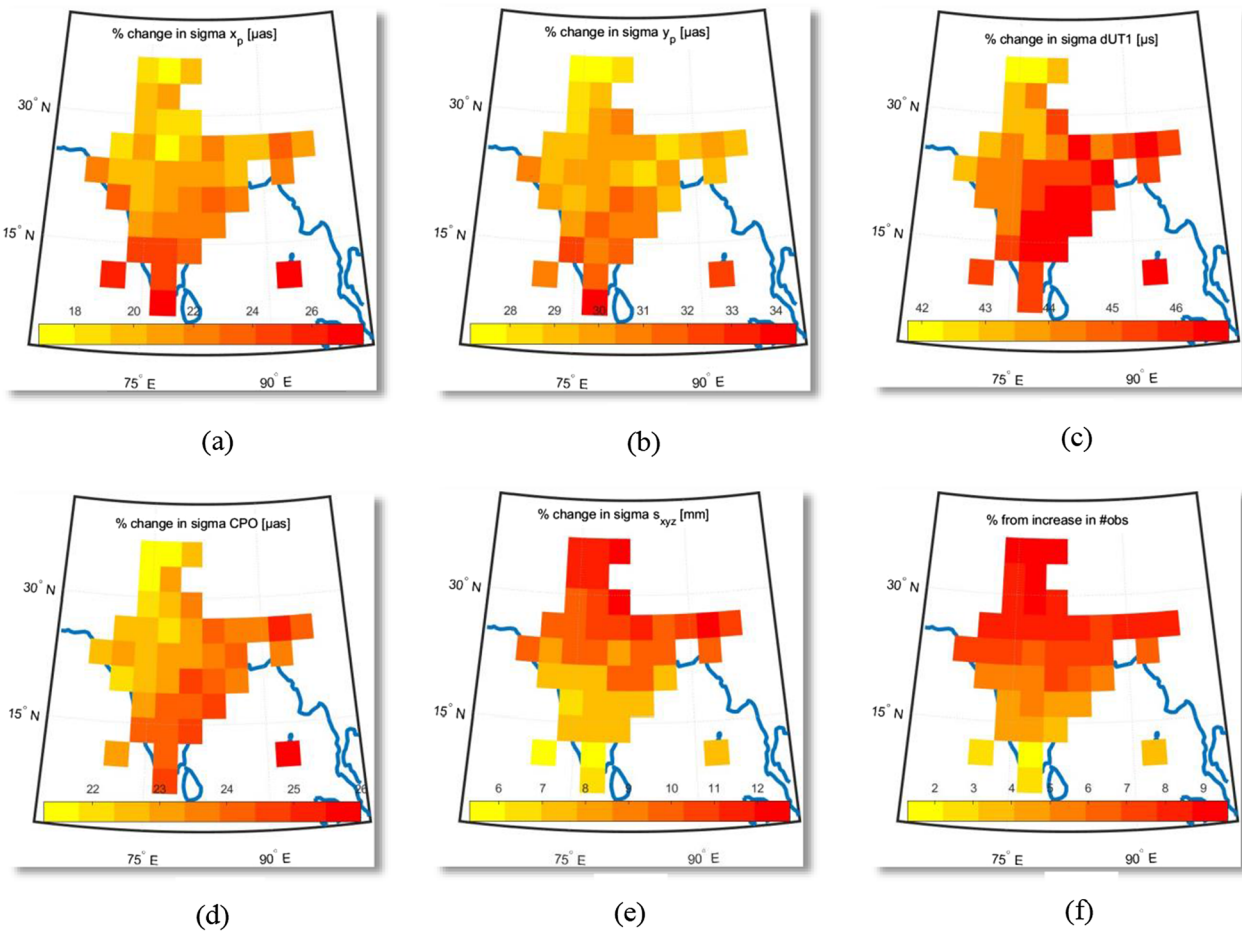 % change in sigma xp [µas]
30° N
15° N
18 20 22 24 26
75° E 90° E
(a)
% change in sigma yp [µas]
30° N
15° N
28 29 30 31 32 33 34
75° E 90° E
(b)
% change in sigma dUT1 [µs]
30° N
15° N
42 43 44 45 46
75° E 90° E
(c)
% change in sigma CPO [µas]
30° N
15° N
22 23 24 25 26
75° E 90° E
(d)
% change in sigma sxyz [mm]
30° N
15° N
6 7 8 9 10 11 12
75° E 90° E
(e)
% from increase in #obs
30° N
15° N
2 3 4 5 6 7 8 9
75° E 90° E
(f)